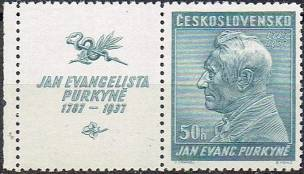 JAN EVANGELISTA
PURKYNĚ
1787 - 1937
ČESKOSLOVENSKO
50h
JAN EVANG. PURKYNĚ